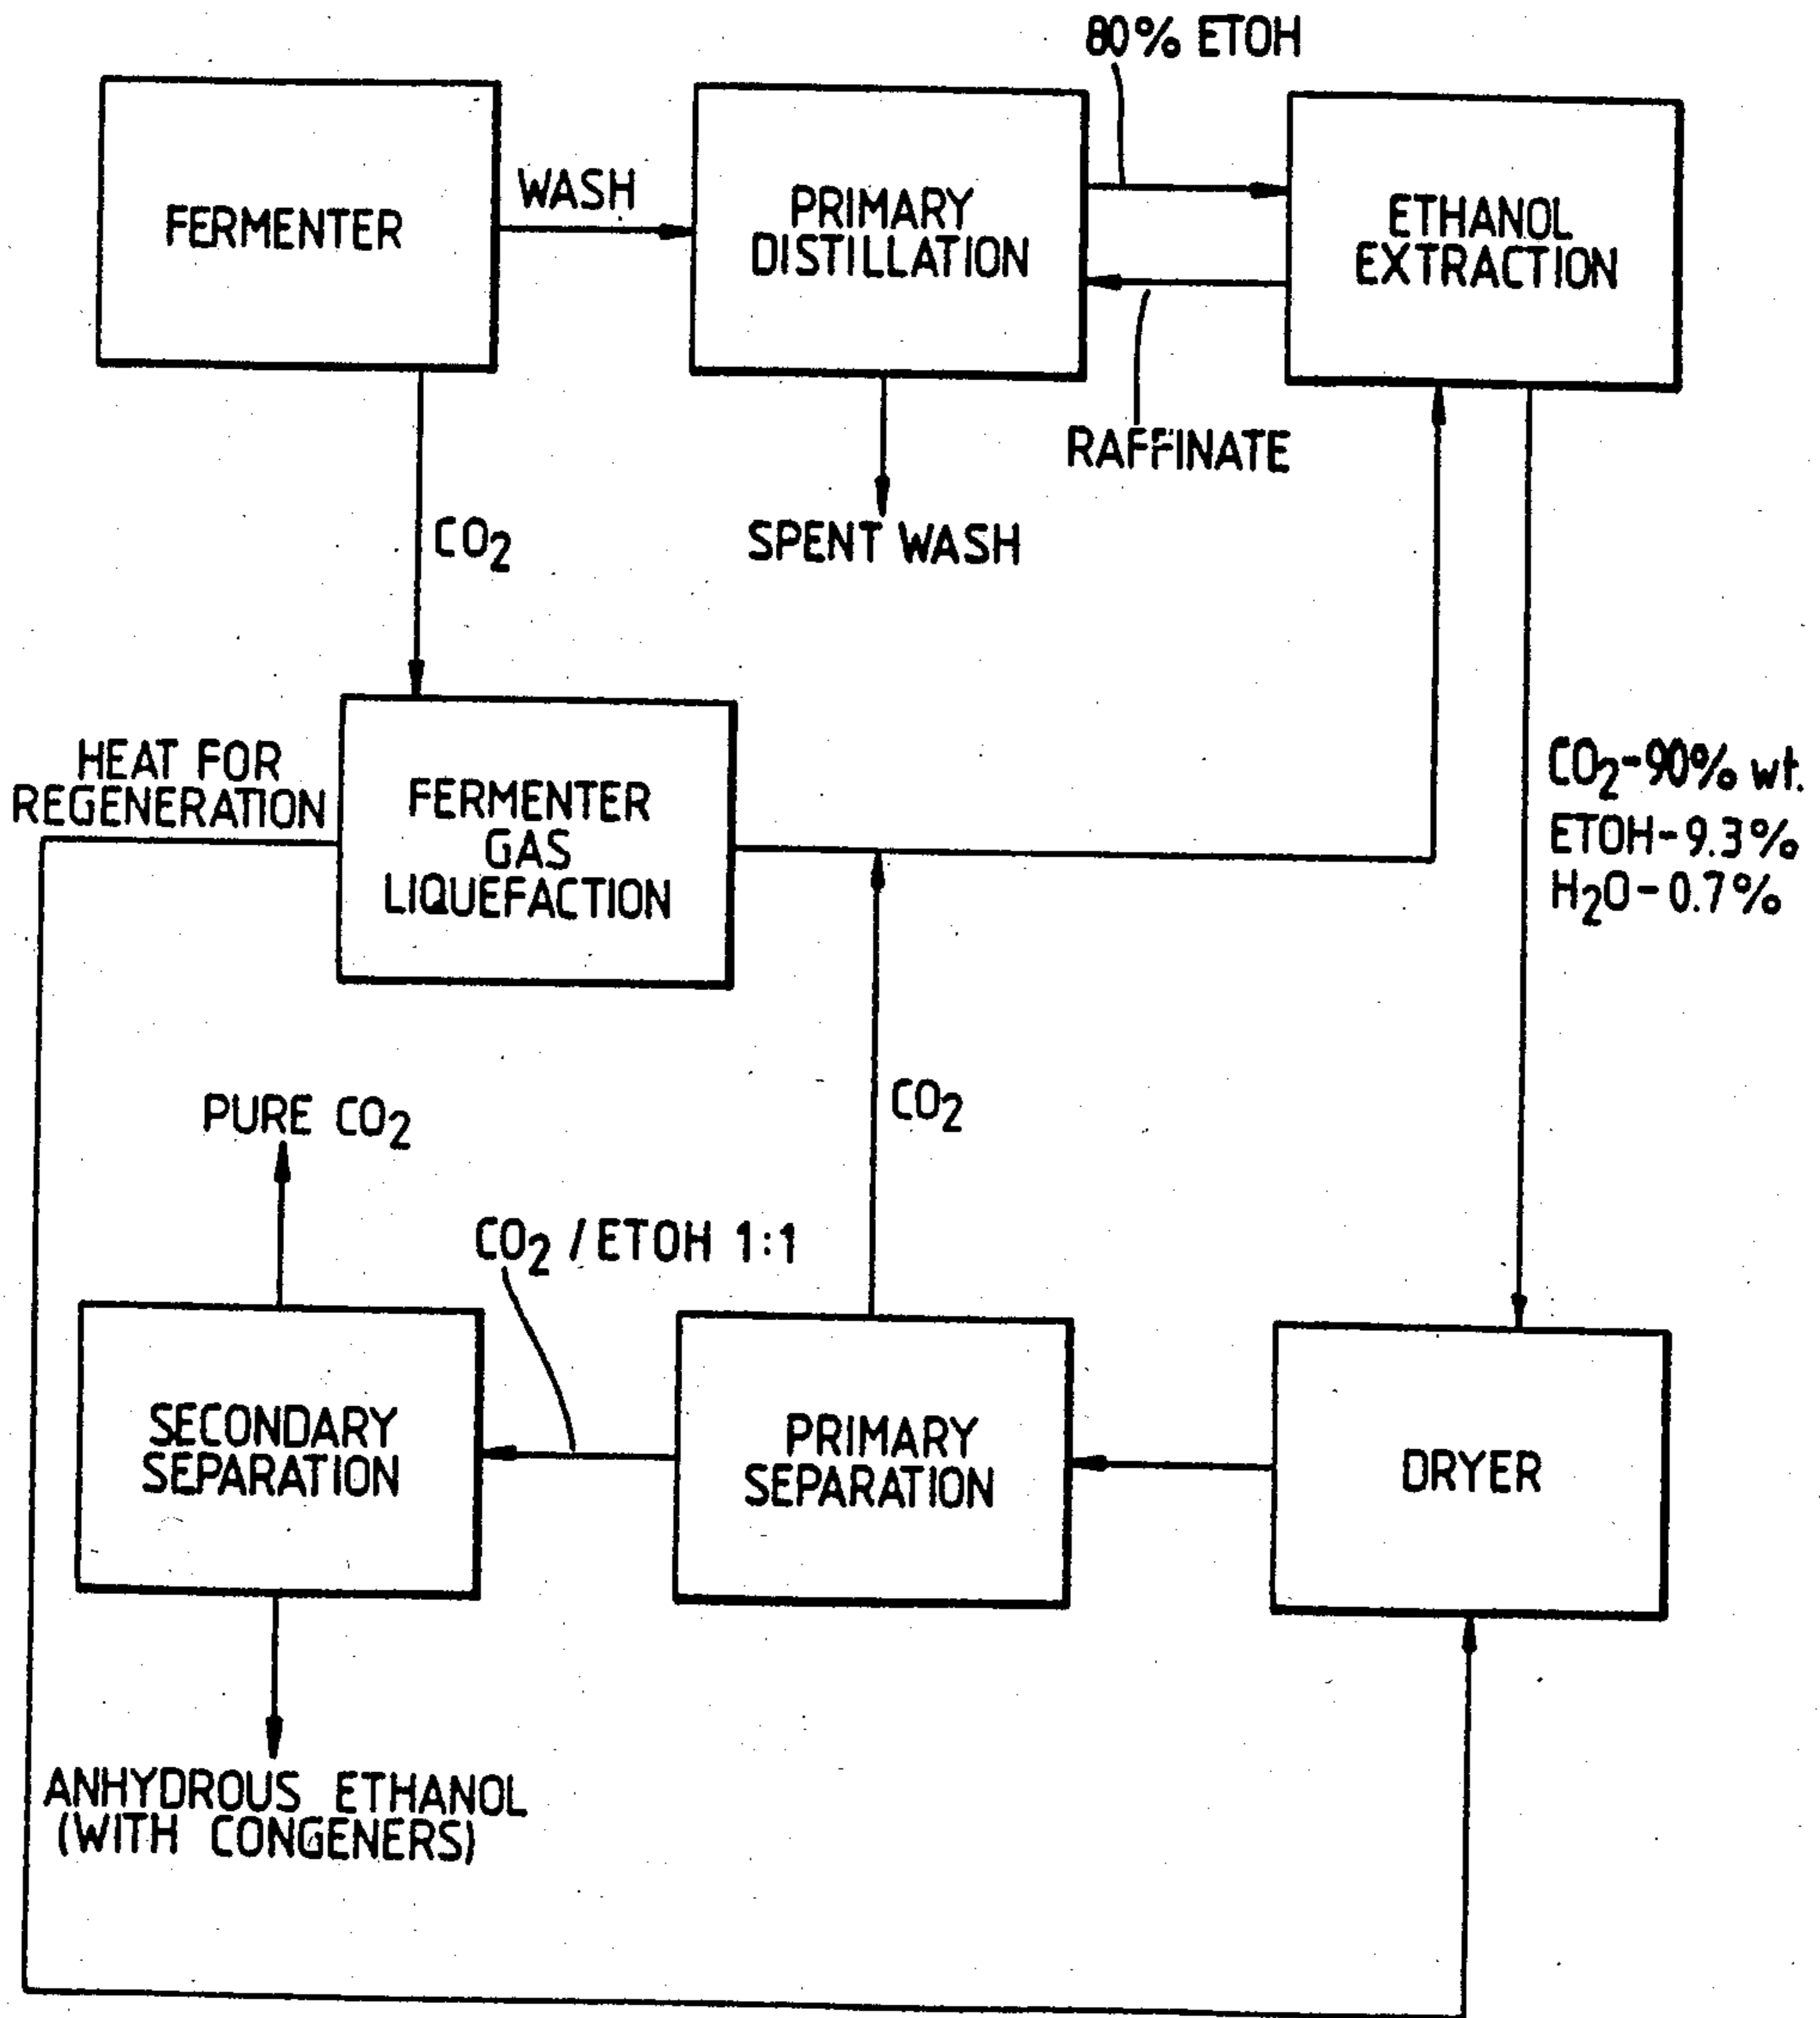 80% ETOH
FERMENTER
WASH
PRIMARY
DISTILLATION
ETHANOL
EXTRACTION
RAFFINATE
SPENT WASH
CO2
HEAT FOR
REGENERATION
FERMENTER
GAS
LIQUEFACTION
CO2-90% wt.
ETOH-9.3%
H2O-0.7%
PURE CO2
CO2
CO2 / ETOH 1:1
SECONDARY
SEPARATION
PRIMARY
SEPARATION
DRYER
ANHYDROUS ETHANOL
(WITH CONGENERS)